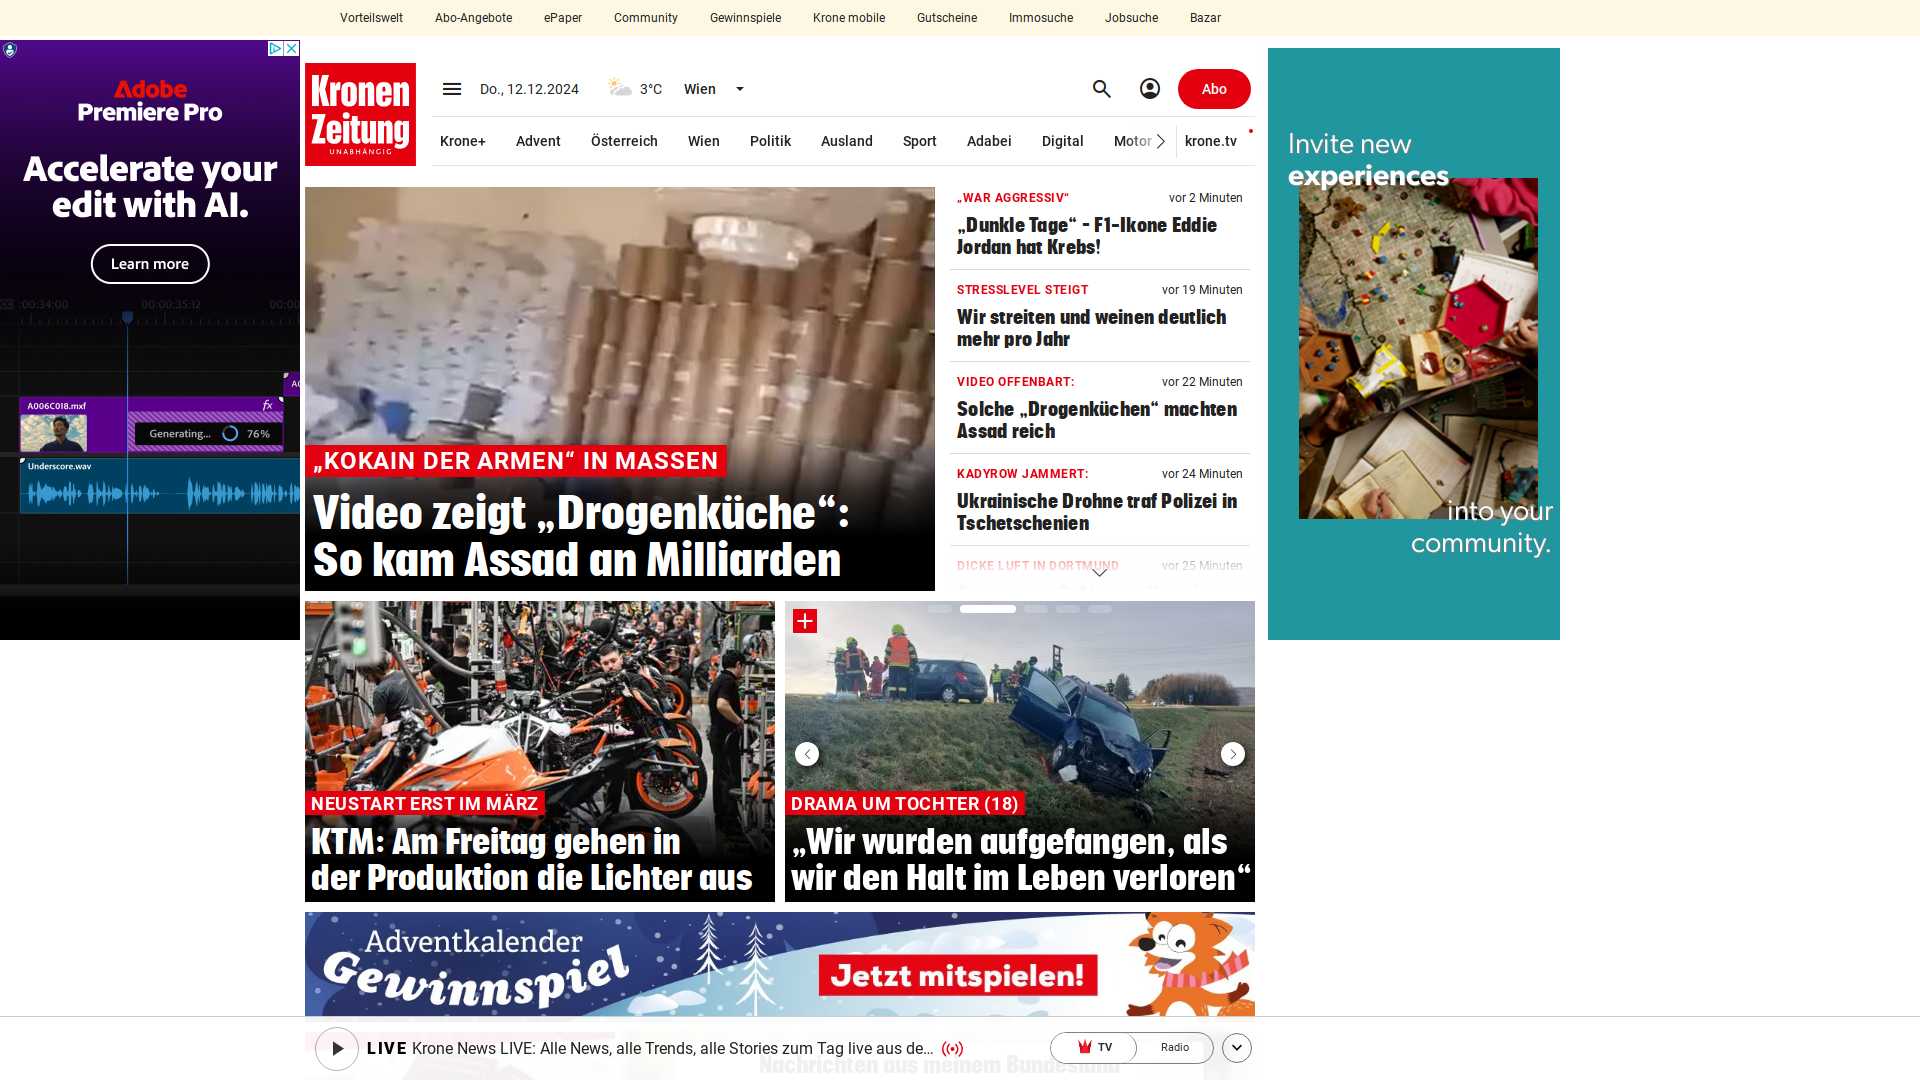 Vorteilswelt Abo-Angebote ePaper Community Gewinnspiele Krone mobile Gutscheine Immosuche Jobsuche Bazar
Adobe
Premiere Pro
Accelerate your
edit with AI.
Learn more
:00:34:00 00:00:35:12 00:00
A006C018.mxf
fx
Generating... 76%
Underscore.wav
Kronen
Zeitung
UNABHÄNGIG
Do., 12.12.2024 3°C Wien
Abo
Krone+ Advent Österreich Wien Politik Ausland Sport Adabei Digital Motor krone.tv
„KOKAIN DER ARMEN“ IN MASSEN
Video zeigt „Drogenküche“:
So kam Assad an Milliarden
„WAR AGGRESSIV“ vor 2 Minuten
„Dunkle Tage“ – F1-Ikone Eddie
Jordan hat Krebs!
STRESSLEVEL STEIGT vor 19 Minuten
Wir streiten und weinen deutlich
mehr pro Jahr
VIDEO OFFENBART: vor 22 Minuten
Solche „Drogenküchen“ machten
Assad reich
KADYROW JAMMERT: vor 24 Minuten
Ukrainische Drohne traf Polizei in
Tschetschenien
DICKE LUFT IN DORTMUND vor 25 Minuten
Invite new
experiences
into your
community.
NEUSTART ERST IM MÄRZ
KTM: Am Freitag gehen in
der Produktion die Lichter aus
DRAMA UM TOCHTER (18)
„Wir wurden aufgefangen, als
wir den Halt im Leben verloren“
Adventkalender
Gewinnspiel
Jetzt mitspielen!
LIVE Krone News LIVE: Alle News, alle Trends, alle Stories zum Tag live aus de...
TV Radio
Nachrichten aus meinem Bundesland